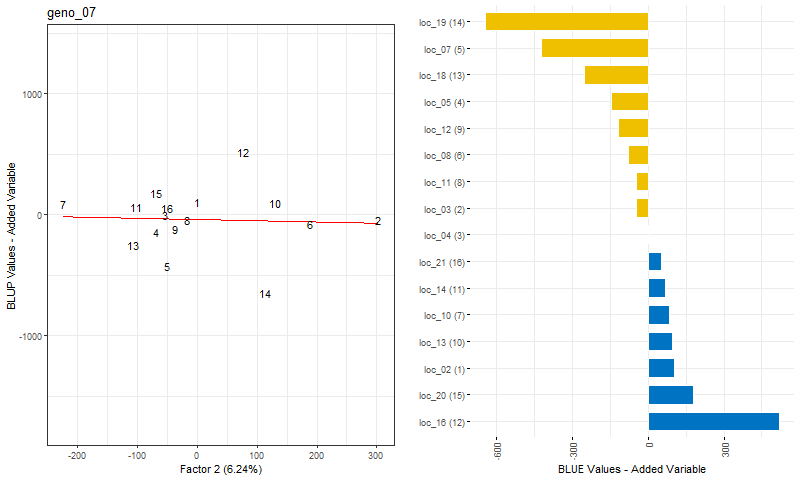 geno_07
BLUP Values - Added Variable
1000
0
-1000
12
15
7
11
16
1
10
3
8
6
2
4
9
13
5
14
-200
-100
0
100
200
300
Factor 2 (6.24%)
loc_19 (14)
loc_07 (5)
loc_18 (13)
loc_05 (4)
loc_12 (9)
loc_08 (6)
loc_11 (8)
loc_03 (2)
loc_04 (3)
loc_21 (16)
loc_14 (11)
loc_10 (7)
loc_13 (10)
loc_02 (1)
loc_20 (15)
loc_16 (12)
-600
-300
0
300
BLUE Values - Added Variable